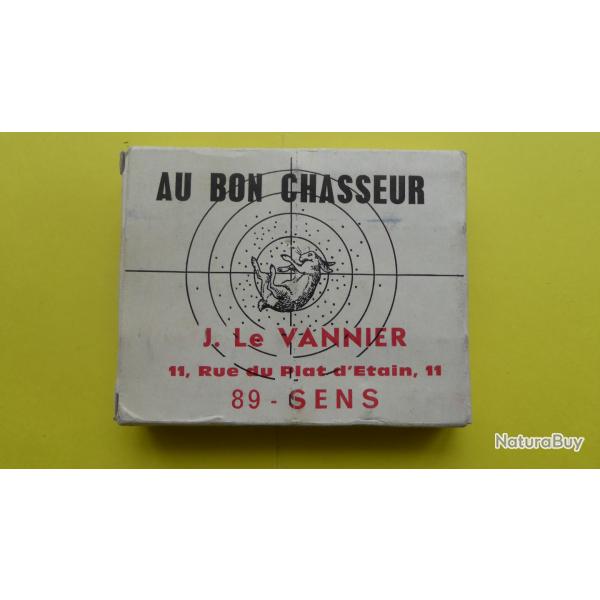 AU BON CHASSEUR
J. Le VANNIER
11, Rue du Plat d'Etain, 11
89 - SENS
NaturaBuy